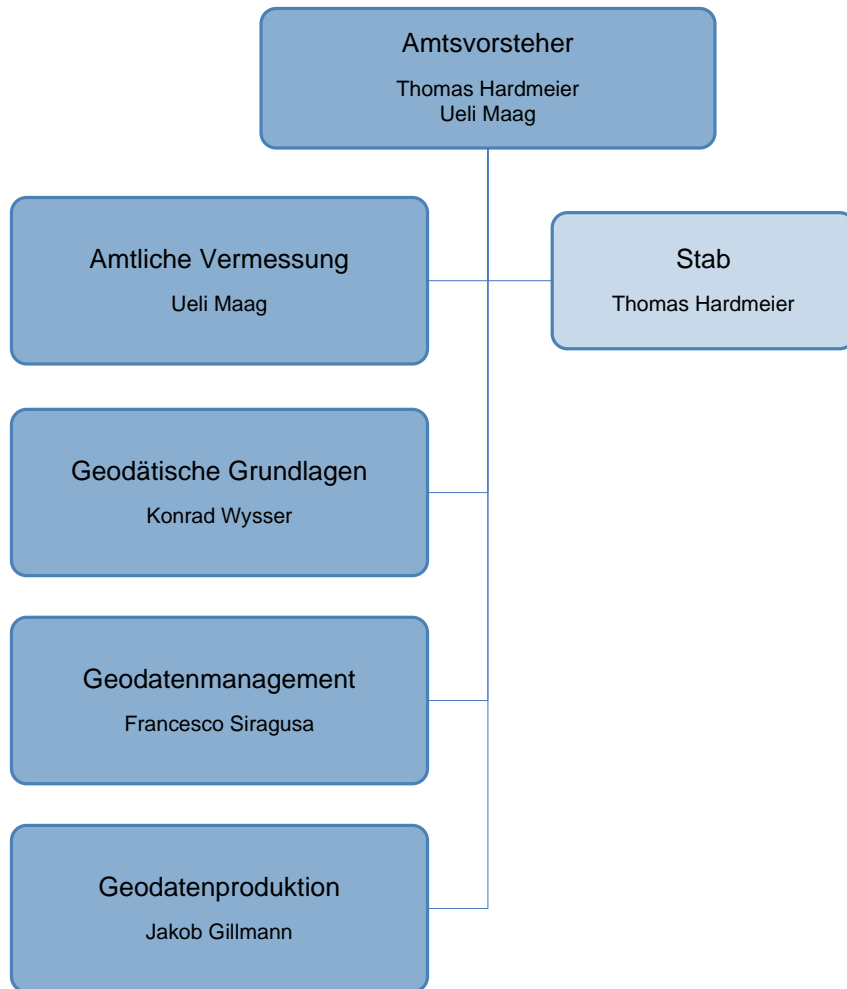 Amtsvorsteher
Thomas Hardmeier
Ueli Maag
Amtliche Vermessung
Ueli Maag
Stab
Thomas Hardmeier
Geodätische Grundlagen
Konrad Wysser
Geodatenmanagement
Francesco Siragusa
Geodatenproduktion
Jakob Gillmann